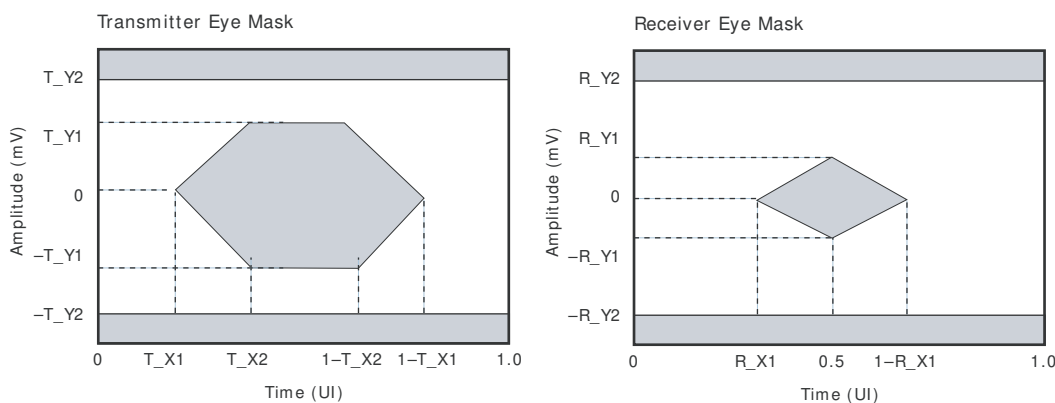 Transmitter Eye Mask
T_Y2
T_Y1
0
–T_Y1
–T_Y2
Amplitude (mV)
0 T_X1 T_X2 1–T_X2 1–T_X1 1.0
Time (UI)
Receiver Eye Mask
R_Y2
R_Y1
0
–R_Y1
–R_Y2
Amplitude (mV)
0 R_X1 0.5 1–R_X1 1.0
Time (UI)